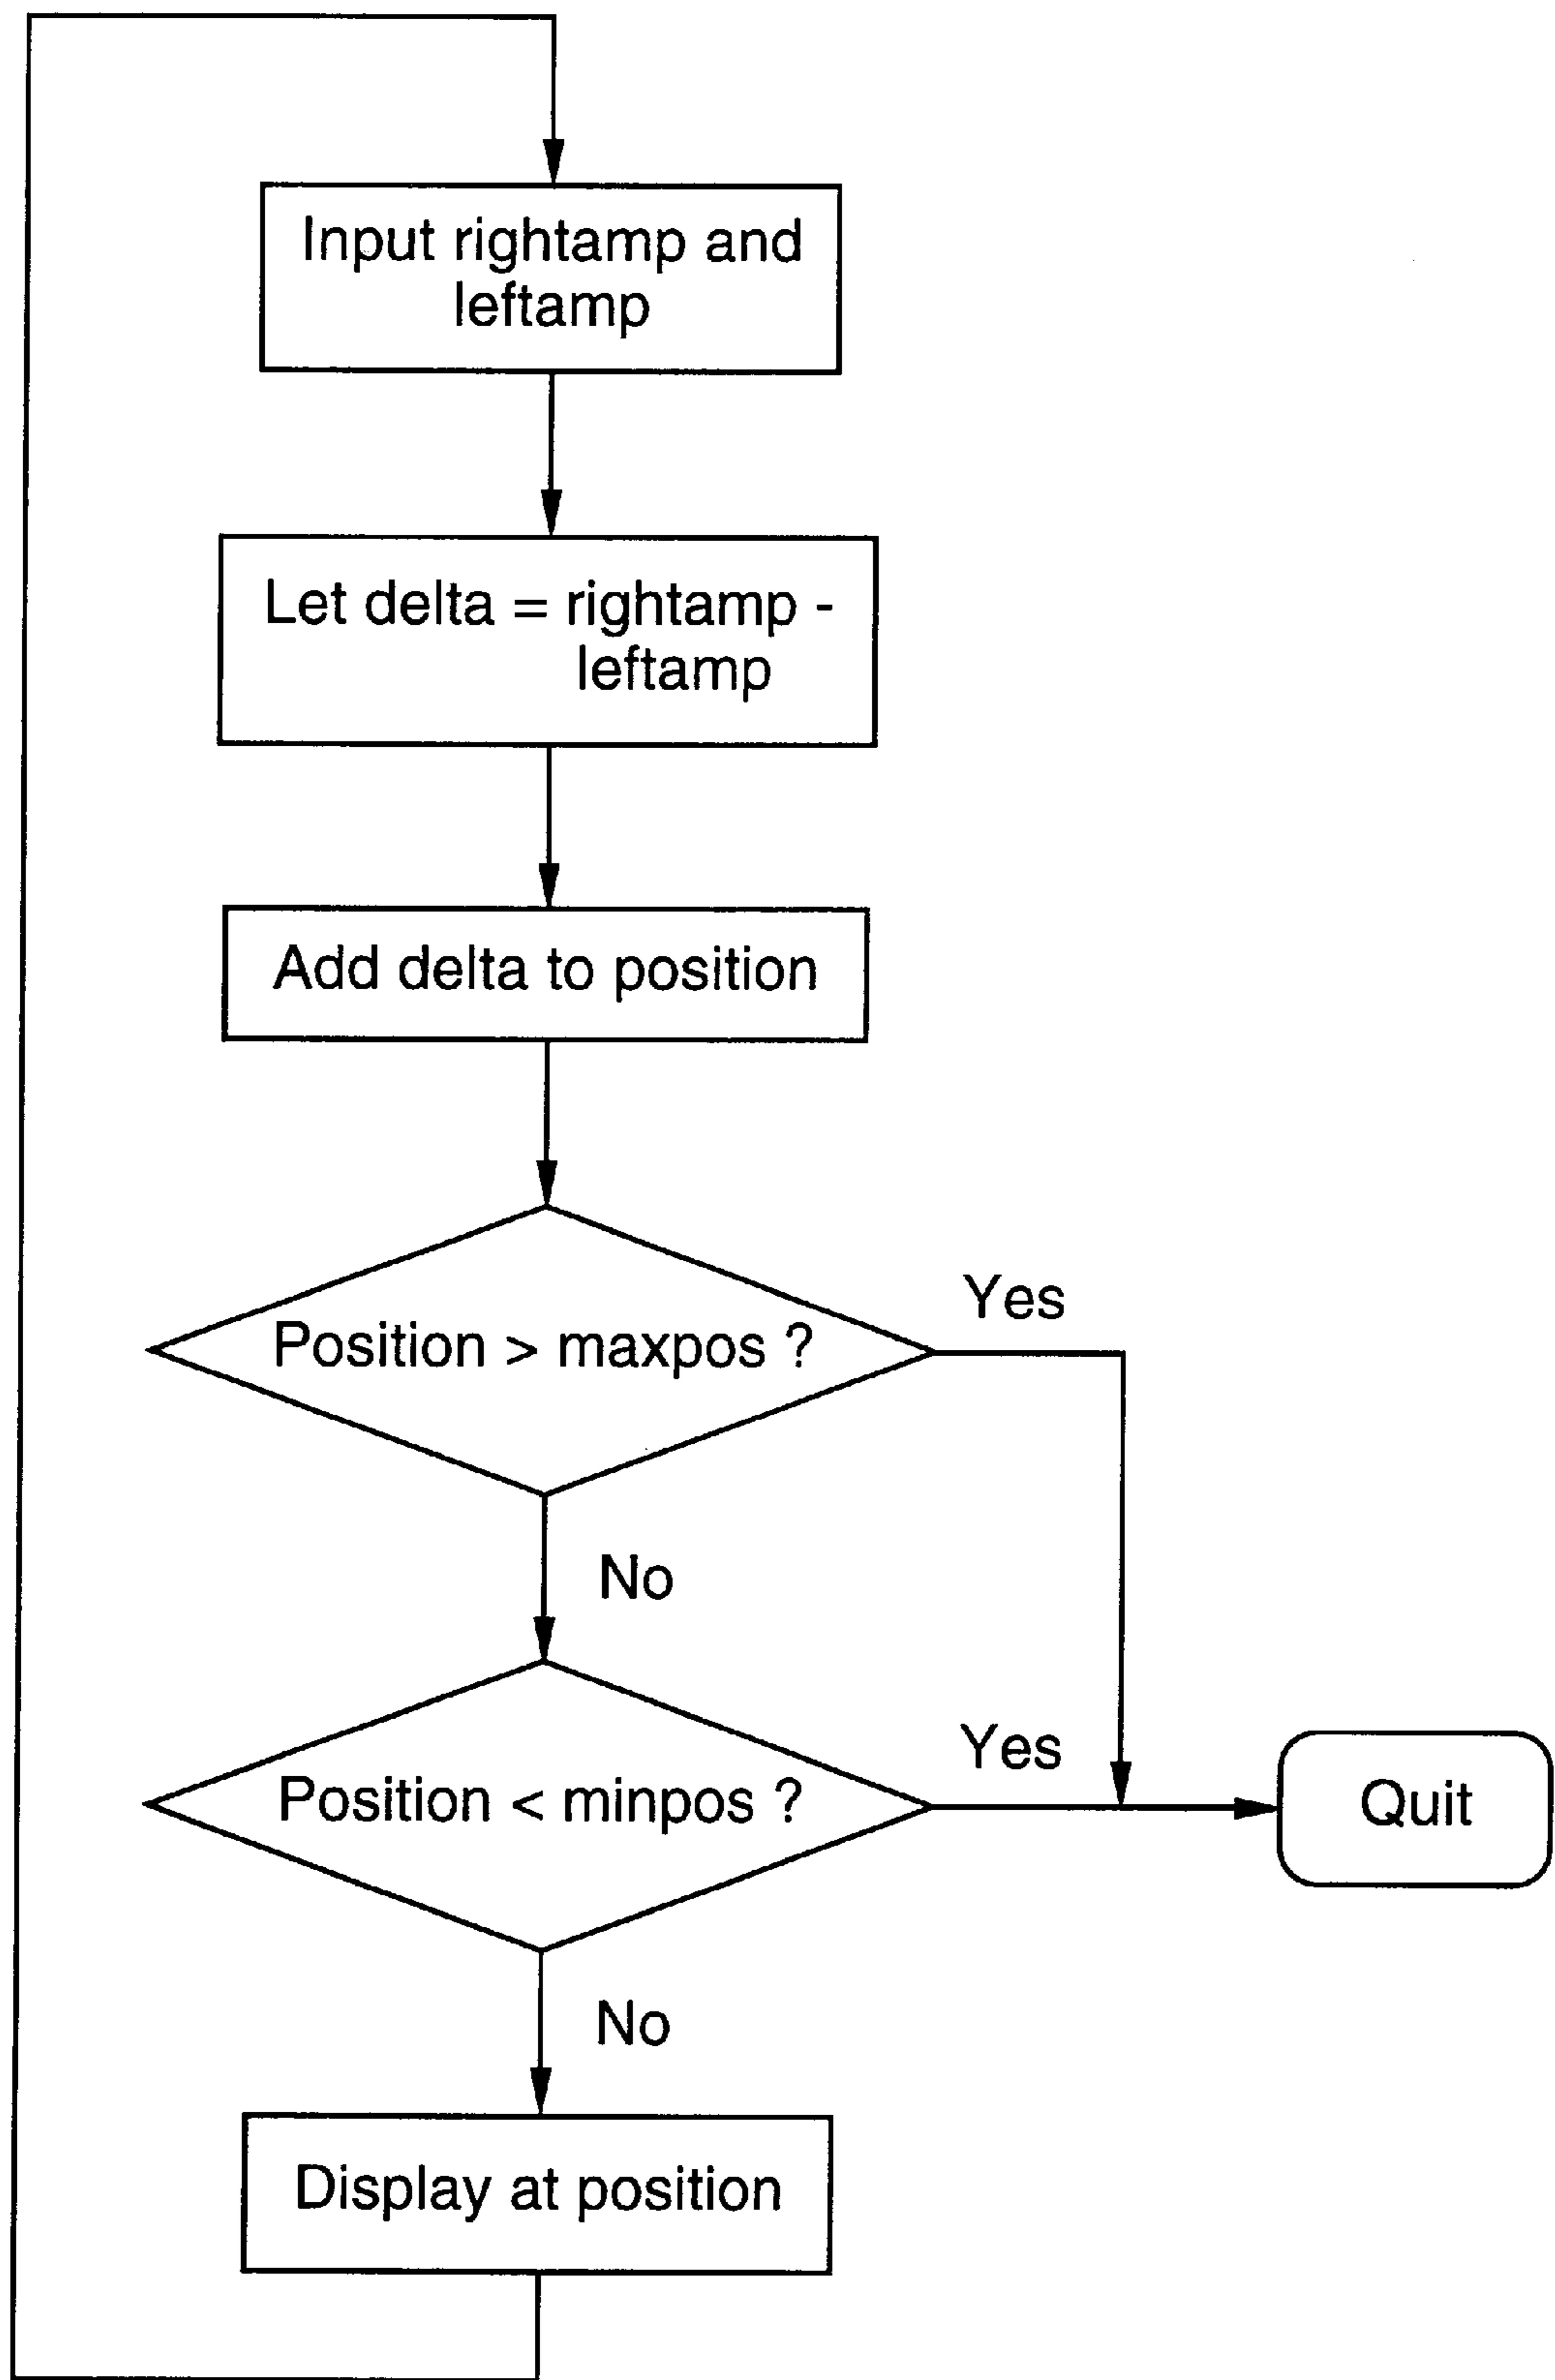 Input rightamp and
leftamp
Let delta = rightamp -
leftamp
Add delta to position
Position > maxpos ?
Yes
No
Position < minpos ?
Yes
Quit
No
Display at position